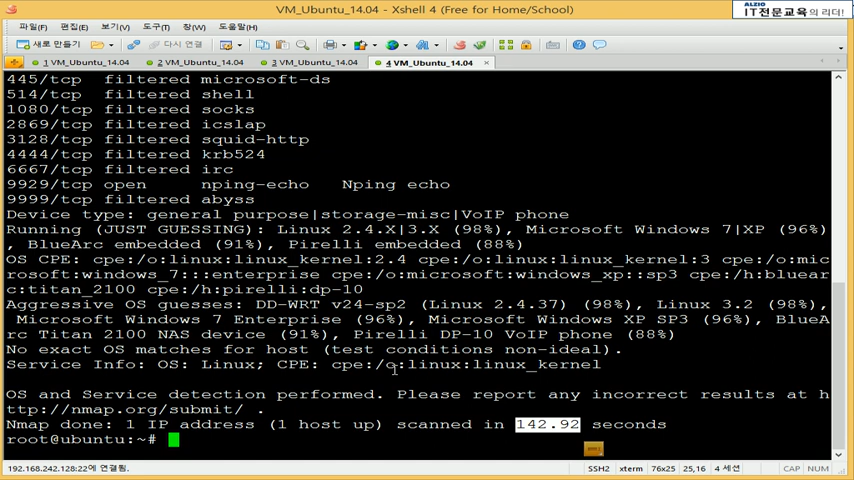 VM_Ubuntu_14.04 - Xshell 4 (Free for Home/School)
ALZIO
IT전문교육의 리더!
파일(F) 편집(E) 보기(V) 도구(T) 창(W) 도움말(H)
새로 만들기 다시 연결
1 VM_Ubuntu_14.04 2 VM_Ubuntu_14.04 3 VM_Ubuntu_14.04 4 VM_Ubuntu_14.04
445/tcp filtered microsoft-ds
514/tcp filtered shell
1080/tcp filtered socks
2869/tcp filtered icslap
3128/tcp filtered squid-http
4444/tcp filtered krb524
6667/tcp filtered irc
9929/tcp open nping-echo Nping echo
9999/tcp filtered abyss
Device type: general purpose|storage-misc|VoIP phone
Running (JUST GUESSING): Linux 2.4.X|3.X (98%), Microsoft Windows 7|XP (96%)
, BlueArc embedded (91%), Pirelli embedded (88%)
OS CPE: cpe:/o:linux:linux_kernel:2.4 cpe:/o:linux:linux_kernel:3 cpe:/o:mic
rosoft:windows_7:::enterprise cpe:/o:microsoft:windows_xp::sp3 cpe:/h:bluear
c:titan_2100 cpe:/h:pirelli:dp-10
Aggressive OS guesses: DD-WRT v24-sp2 (Linux 2.4.37) (98%), Linux 3.2 (98%),
Microsoft Windows 7 Enterprise (96%), Microsoft Windows XP SP3 (96%), BlueA
rc Titan 2100 NAS device (91%), Pirelli DP-10 VoIP phone (88%)
No exact OS matches for host (test conditions non-ideal).
Service Info: OS: Linux; CPE: cpe:/o:linux:linux_kernel
OS and Service detection performed. Please report any incorrect results at h
ttp://nmap.org/submit/ .
Nmap done: 1 IP address (1 host up) scanned in 142.92 seconds
root@ubuntu:~#
192.168.242.128:22에 연결됨. SSH2 xterm 76x25 25,16 4 세션 CAP NUM